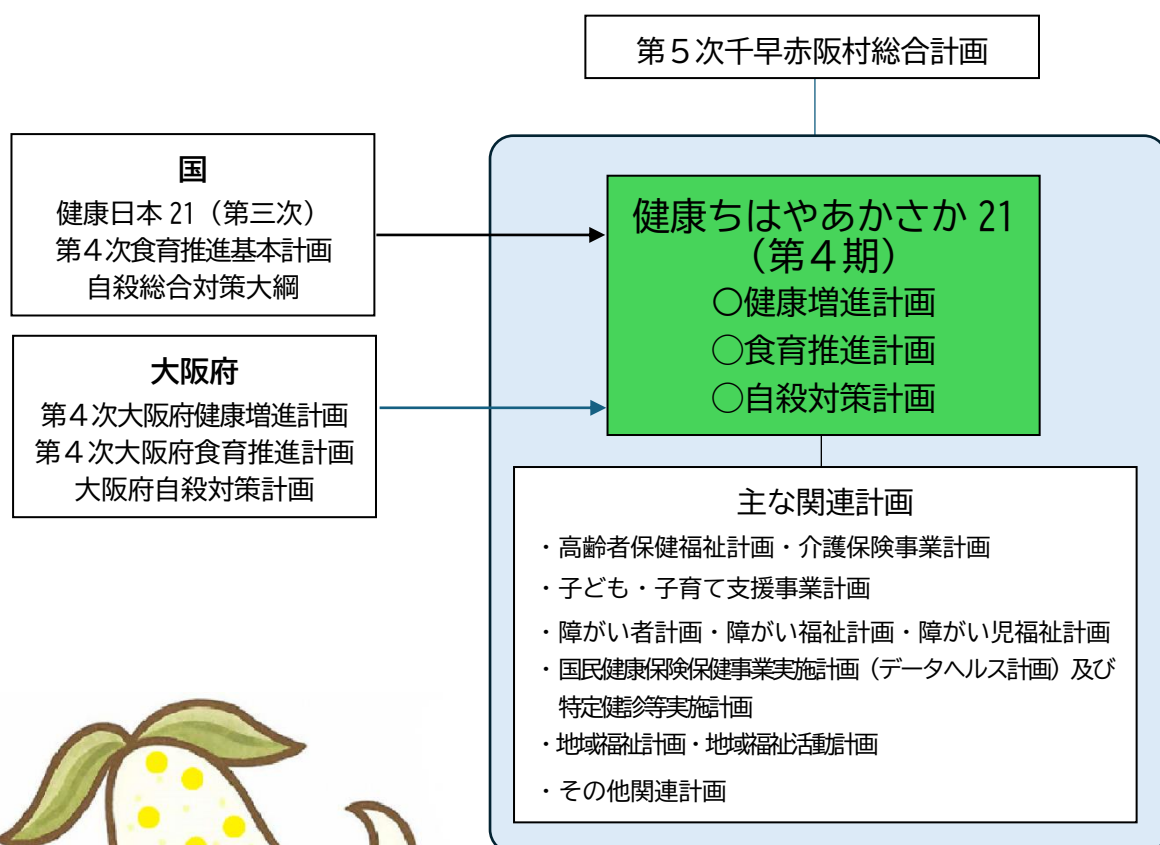 第５次千早赤阪村総合計画
国
健康日本 21（第三次）
第４次食育推進基本計画
自殺総合対策大綱
大阪府
第４次大阪府健康増進計画
第４次大阪府食育推進計画
大阪府自殺対策計画
健康ちはやあかさか 21
（第４期）
〇健康増進計画
◯食育推進計画
◯自殺対策計画
主な関連計画
・高齢者保健福祉計画・介護保険事業計画
・子ども・子育て支援事業計画
・障がい者計画・障がい福祉計画・障がい児福祉計画
・国民健康保険保健事業実施計画（データヘルス計画）及び
特定健診等実施計画
・地域福祉計画・地域福祉活動計画
・その他関連計画